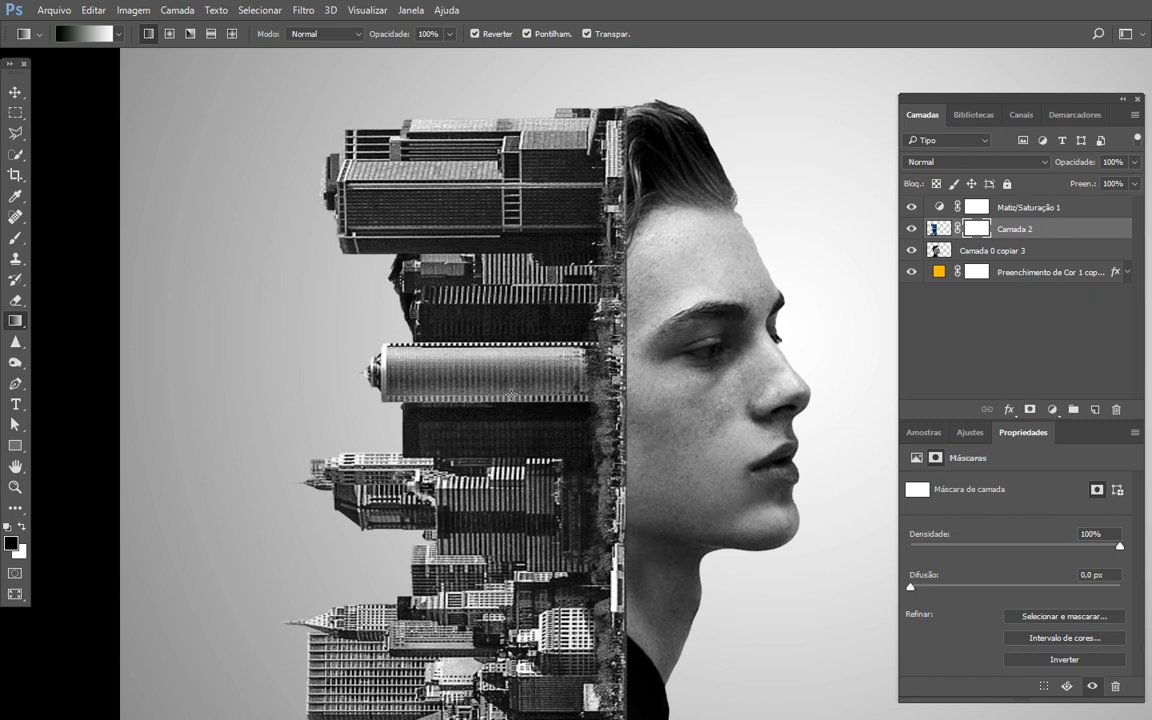 Ps Arquivo Editar Imagem Camada Texto Selecionar Filtro 3D Visualizar Janela Ajuda
Modo: Normal Opacidade: 100% Reverter Pontilham. Transpar.
Camadas Bibliotecas Canais Demarcadores
Tipo
Normal Opacidade: 100%
Bloq.: Preen.: 100%
Matiz/Saturação 1
Camada 2
Camada 0 copiar 3
Preenchimento de Cor 1 cop... fx
fx
Amostras Ajustes Propriedades
Máscaras
Máscara de camada
Densidade: 100%
Difusão: 0,0 px
Refinar: Selecionar e mascarar...
Intervalo de cores...
Inverter